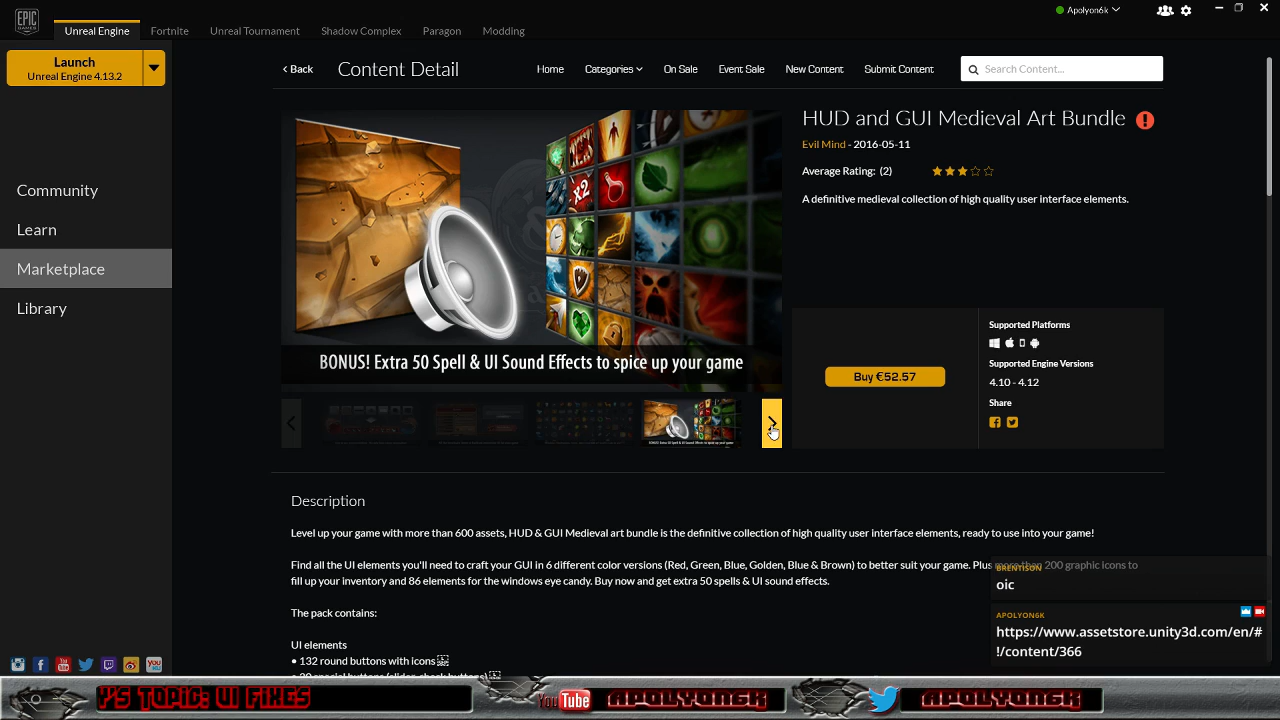 EPIC GAMES
Unreal Engine
Fortnite
Unreal Tournament
Shadow Complex
Paragon
Modding
Apolyon6k
Launch
Unreal Engine 4.13.2
Community
Learn
Marketplace
Library
Back
Content Detail
Home
Categories
On Sale
Event Sale
New Content
Submit Content
Search Content...
x2
BONUS! Extra 50 Spell & UI Sound Effects to spice up your game
HUD and GUI Medieval Art Bundle
Evil Mind - 2016-05-11
Average Rating: (2)
A definitive medieval collection of high quality user interface elements.
Buy €52.57
Supported Platforms
Supported Engine Versions
4.10 - 4.12
Share
Description
Level up your game with more than 600 assets, HUD & GUI Medieval art bundle is the definitive collection of high quality user interface elements, ready to use into your game!
Find all the UI elements you'll need to craft your GUI in 6 different color versions (Red, Green, Blue, Golden, Blue & Brown) to better suit your game. Plus more than 200 graphic icons to
fill up your inventory and 86 elements for the windows eye candy. Buy now and get extra 50 spells & UI sound effects.
The pack contains:
UI elements
• 132 round buttons with icons
BRENTISON
oic
APOLYON6K
https://www.assetstore.unity3d.com/en/#
!/content/366
Y'S TOPIC: UI FIXES
YouTube
APOLYON6K
APOLYON6K